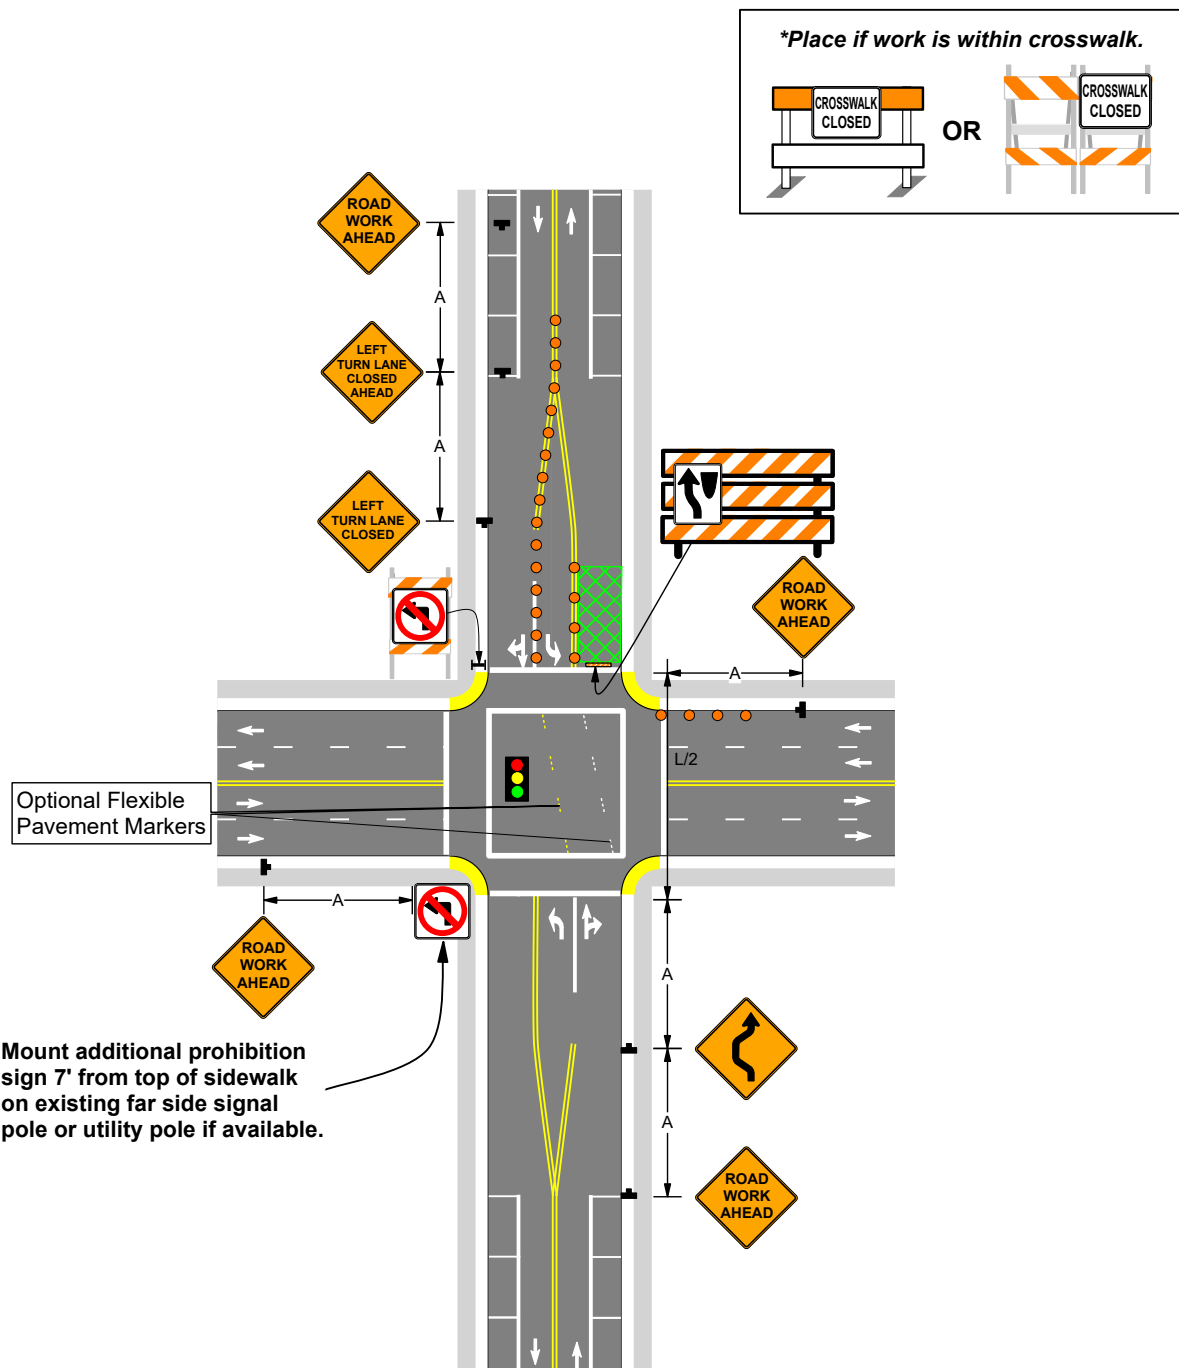 *Place if work is within crosswalk.
CROSSWALK
CLOSED
OR
CROSSWALK
CLOSED
ROAD
WORK
AHEAD
A
LEFT
TURN LANE
CLOSED
AHEAD
A
LEFT
TURN LANE
CLOSED
ROAD
WORK
AHEAD
A
L/2
Optional Flexible
Pavement Markers
A
ROAD
WORK
AHEAD
A
Mount additional prohibition
sign 7' from top of sidewalk
on existing far side signal
pole or utility pole if available.
A
ROAD
WORK
AHEAD